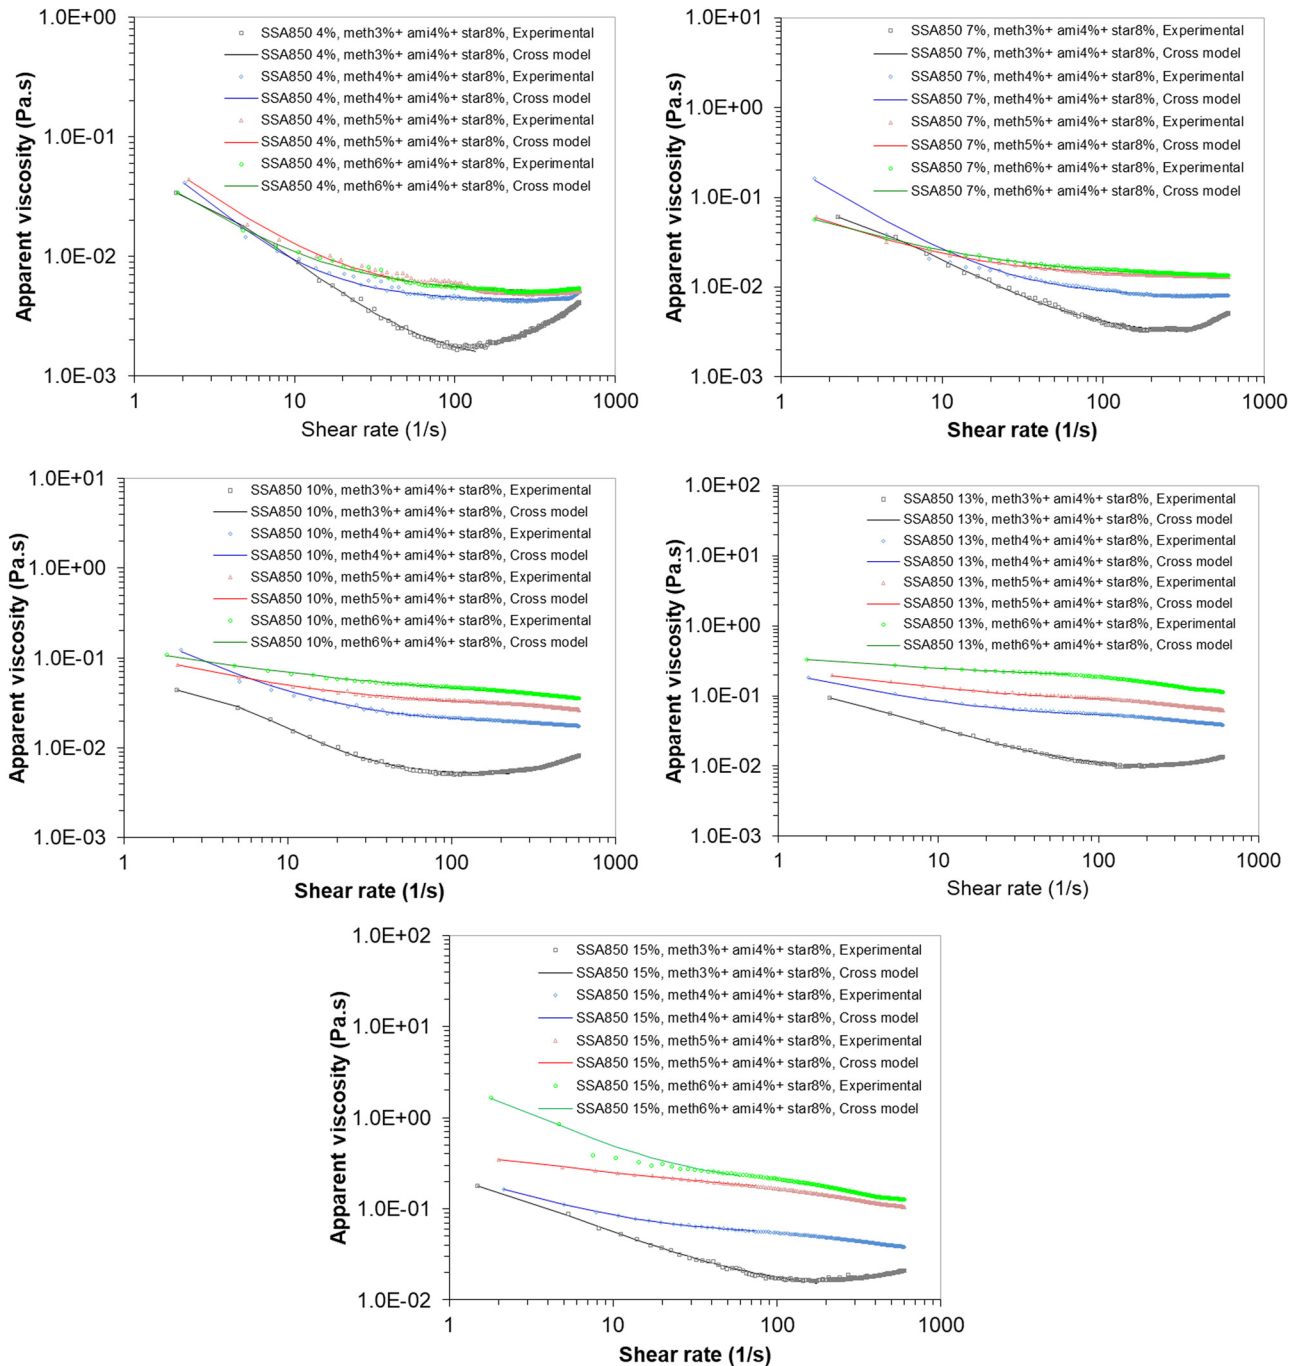 1.0E+00
1.0E-01
1.0E-02
1.0E-03
Apparent viscosity (Pa.s)
SSA850 4%, meth3%+ ami4%+ star8%, Experimental
SSA850 4%, meth3%+ ami4%+ star8%, Cross model
SSA850 4%, meth4%+ ami4%+ star8%, Experimental
SSA850 4%, meth4%+ ami4%+ star8%, Cross model
SSA850 4%, meth5%+ ami4%+ star8%, Experimental
SSA850 4%, meth5%+ ami4%+ star8%, Cross model
SSA850 4%, meth6%+ ami4%+ star8%, Experimental
SSA850 4%, meth6%+ ami4%+ star8%, Cross model
1 10 100 1000
Shear rate (1/s)
1.0E+01
1.0E+00
1.0E-01
1.0E-02
1.0E-03
Apparent viscosity (Pa.s)
SSA850 7%, meth3%+ ami4%+ star8%, Experimental
SSA850 7%, meth3%+ ami4%+ star8%, Cross model
SSA850 7%, meth4%+ ami4%+ star8%, Experimental
SSA850 7%, meth4%+ ami4%+ star8%, Cross model
SSA850 7%, meth5%+ ami4%+ star8%, Experimental
SSA850 7%, meth5%+ ami4%+ star8%, Cross model
SSA850 7%, meth6%+ ami4%+ star8%, Experimental
SSA850 7%, meth6%+ ami4%+ star8%, Cross model
1 10 100 1000
Shear rate (1/s)
1.0E+01
1.0E+00
1.0E-01
1.0E-02
1.0E-03
Apparent viscosity (Pa.s)
SSA850 10%, meth3%+ ami4%+ star8%, Experimental
SSA850 10%, meth3%+ ami4%+ star8%, Cross model
SSA850 10%, meth4%+ ami4%+ star8%, Experimental
SSA850 10%, meth4%+ ami4%+ star8%, Cross model
SSA850 10%, meth5%+ ami4%+ star8%, Experimental
SSA850 10%, meth5%+ ami4%+ star8%, Cross model
SSA850 10%, meth6%+ ami4%+ star8%, Experimental
SSA850 10%, meth6%+ ami4%+ star8%, Cross model
1 10 100 1000
Shear rate (1/s)
1.0E+02
1.0E+01
1.0E+00
1.0E-01
1.0E-02
1.0E-03
Apparent viscosity (Pa.s)
SSA850 13%, meth3%+ ami4%+ star8%, Experimental
SSA850 13%, meth3%+ ami4%+ star8%, Cross model
SSA850 13%, meth4%+ ami4%+ star8%, Experimental
SSA850 13%, meth4%+ ami4%+ star8%, Cross model
SSA850 13%, meth5%+ ami4%+ star8%, Experimental
SSA850 13%, meth5%+ ami4%+ star8%, Cross model
SSA850 13%, meth6%+ ami4%+ star8%, Experimental
SSA850 13%, meth6%+ ami4%+ star8%, Cross model
1 10 100 1000
Shear rate (1/s)
1.0E+02
1.0E+01
1.0E+00
1.0E-01
1.0E-02
Apparent viscosity (Pa.s)
SSA850 15%, meth3%+ ami4%+ star8%, Experimental
SSA850 15%, meth3%+ ami4%+ star8%, Cross model
SSA850 15%, meth4%+ ami4%+ star8%, Experimental
SSA850 15%, meth4%+ ami4%+ star8%, Cross model
SSA850 15%, meth5%+ ami4%+ star8%, Experimental
SSA850 15%, meth5%+ ami4%+ star8%, Cross model
SSA850 15%, meth6%+ ami4%+ star8%, Experimental
SSA850 15%, meth6%+ ami4%+ star8%, Cross model
1 10 100 1000
Shear rate (1/s)